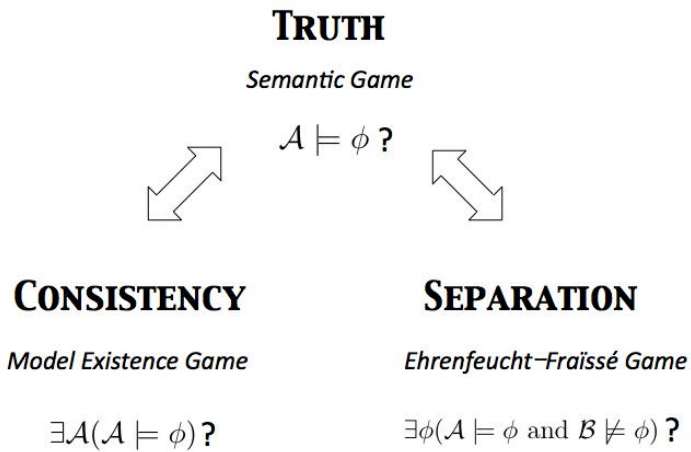 TRUTH
Semantic Game
𝒜 ⊨ ϕ ?
CONSISTENCY
Model Existence Game
∃𝒜(𝒜 ⊨ ϕ)?
SEPARATION
Ehrenfeucht–Fraïssé Game
∃ϕ(𝒜 ⊨ ϕ and ℬ ⊭ ϕ) ?